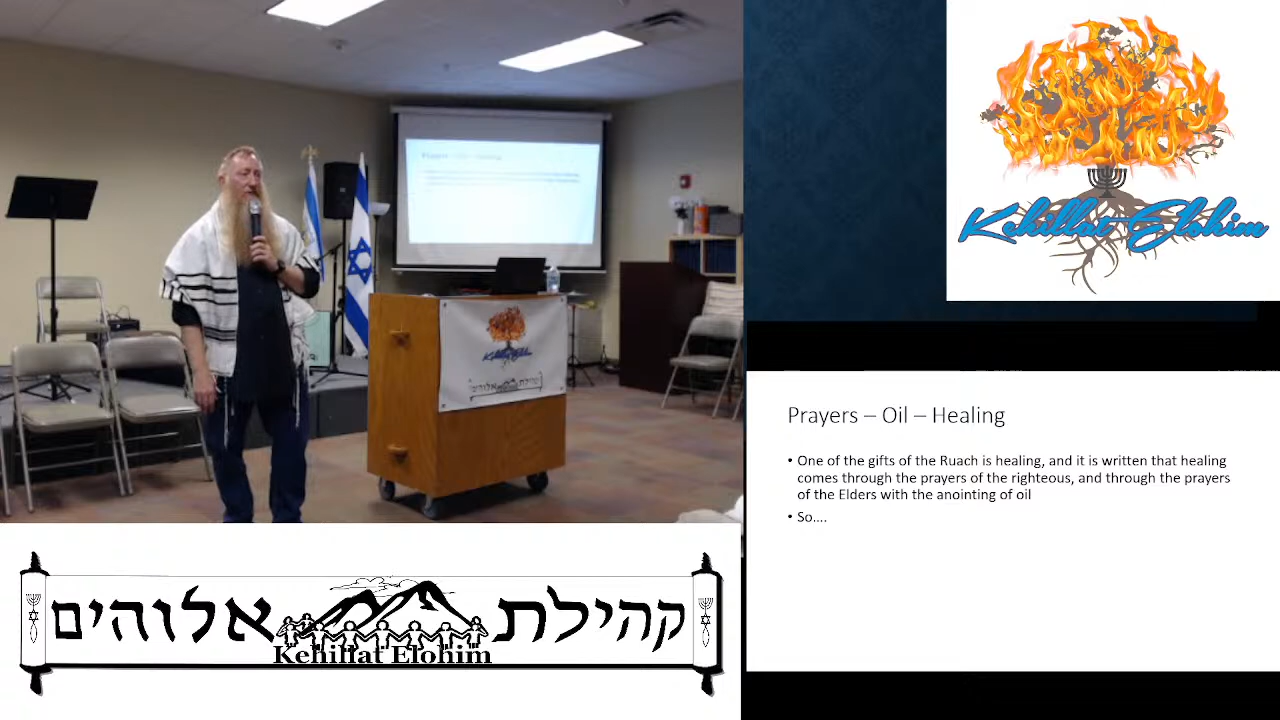 Kehillat Elohim
Prayers – Oil – Healing
• One of the gifts of the Ruach is healing, and it is written that healing
comes through the prayers of the righteous, and through the prayers
of the Elders with the anointing of oil
• So....
קהילת אלוהים
Kehillat Elohim
קהילת אלוהים